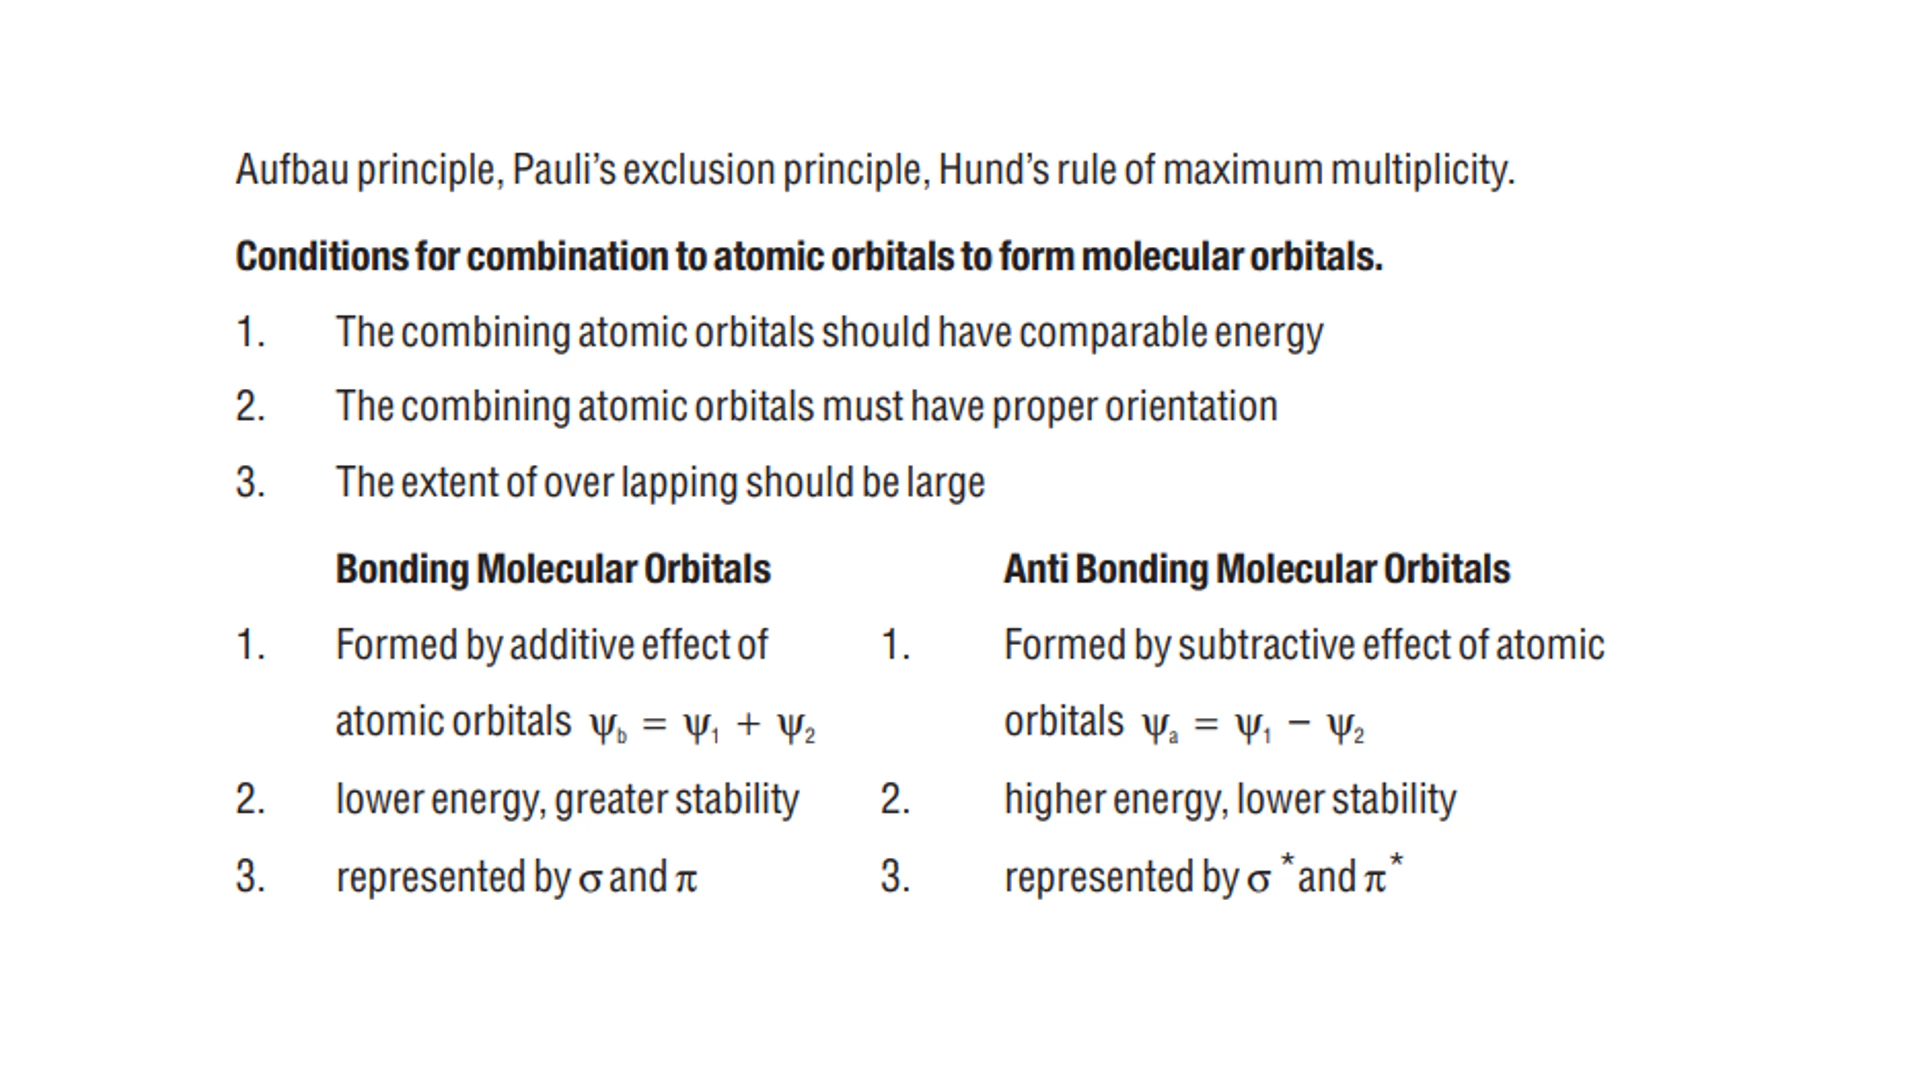 Aufbau principle, Pauli’s exclusion principle, Hund’s rule of maximum multiplicity.
Conditions for combination to atomic orbitals to form molecular orbitals.
1. The combining atomic orbitals should have comparable energy
2. The combining atomic orbitals must have proper orientation
3. The extent of over lapping should be large
Bonding Molecular Orbitals
1. Formed by additive effect of
atomic orbitals ψb = ψ1 + ψ2
2. lower energy, greater stability
3. represented by σ and π
Anti Bonding Molecular Orbitals
1. Formed by subtractive effect of atomic
orbitals ψa = ψ1 − ψ2
2. higher energy, lower stability
3. represented by σ * and π*